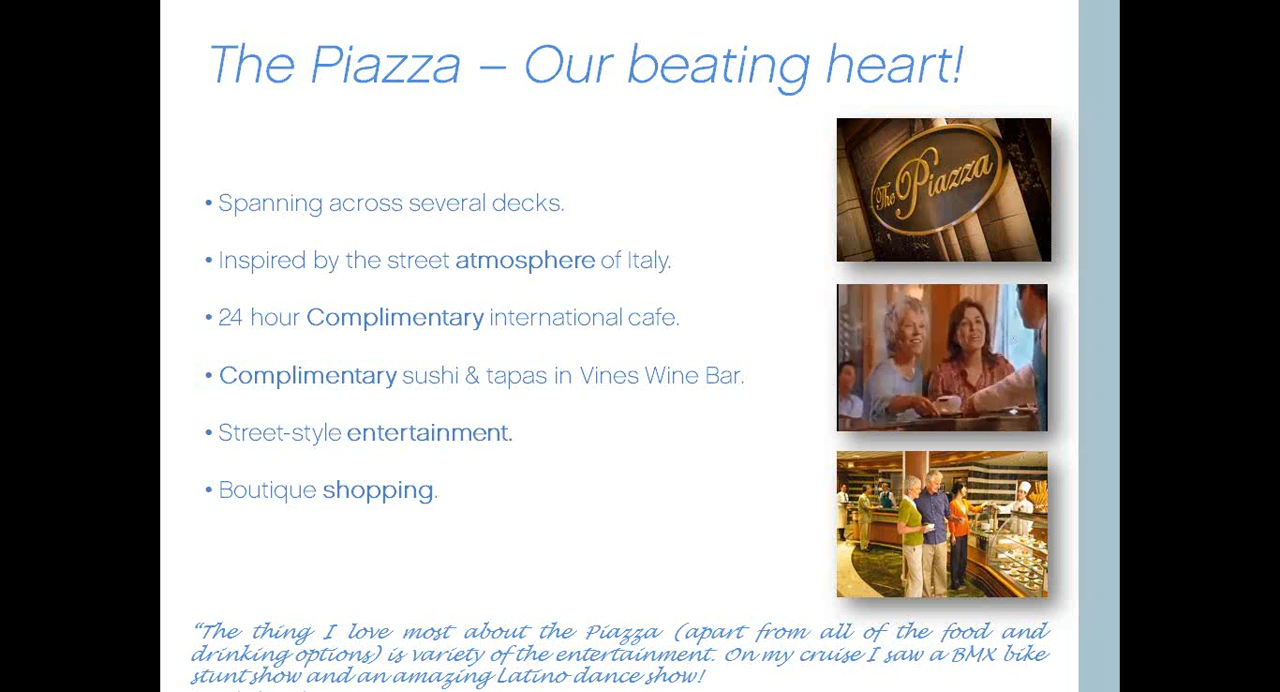 The Piazza – Our beating heart!
The Piazza
• Spanning across several decks.
• Inspired by the street atmosphere of Italy.
• 24 hour Complimentary international cafe.
• Complimentary sushi & tapas in Vines Wine Bar.
• Street-style entertainment.
• Boutique shopping.
“The thing I love most about the Piazza (apart from all of the food and
drinking options) is variety of the entertainment. On my cruise I saw a BMX bike
stunt show and an amazing Latino dance show!